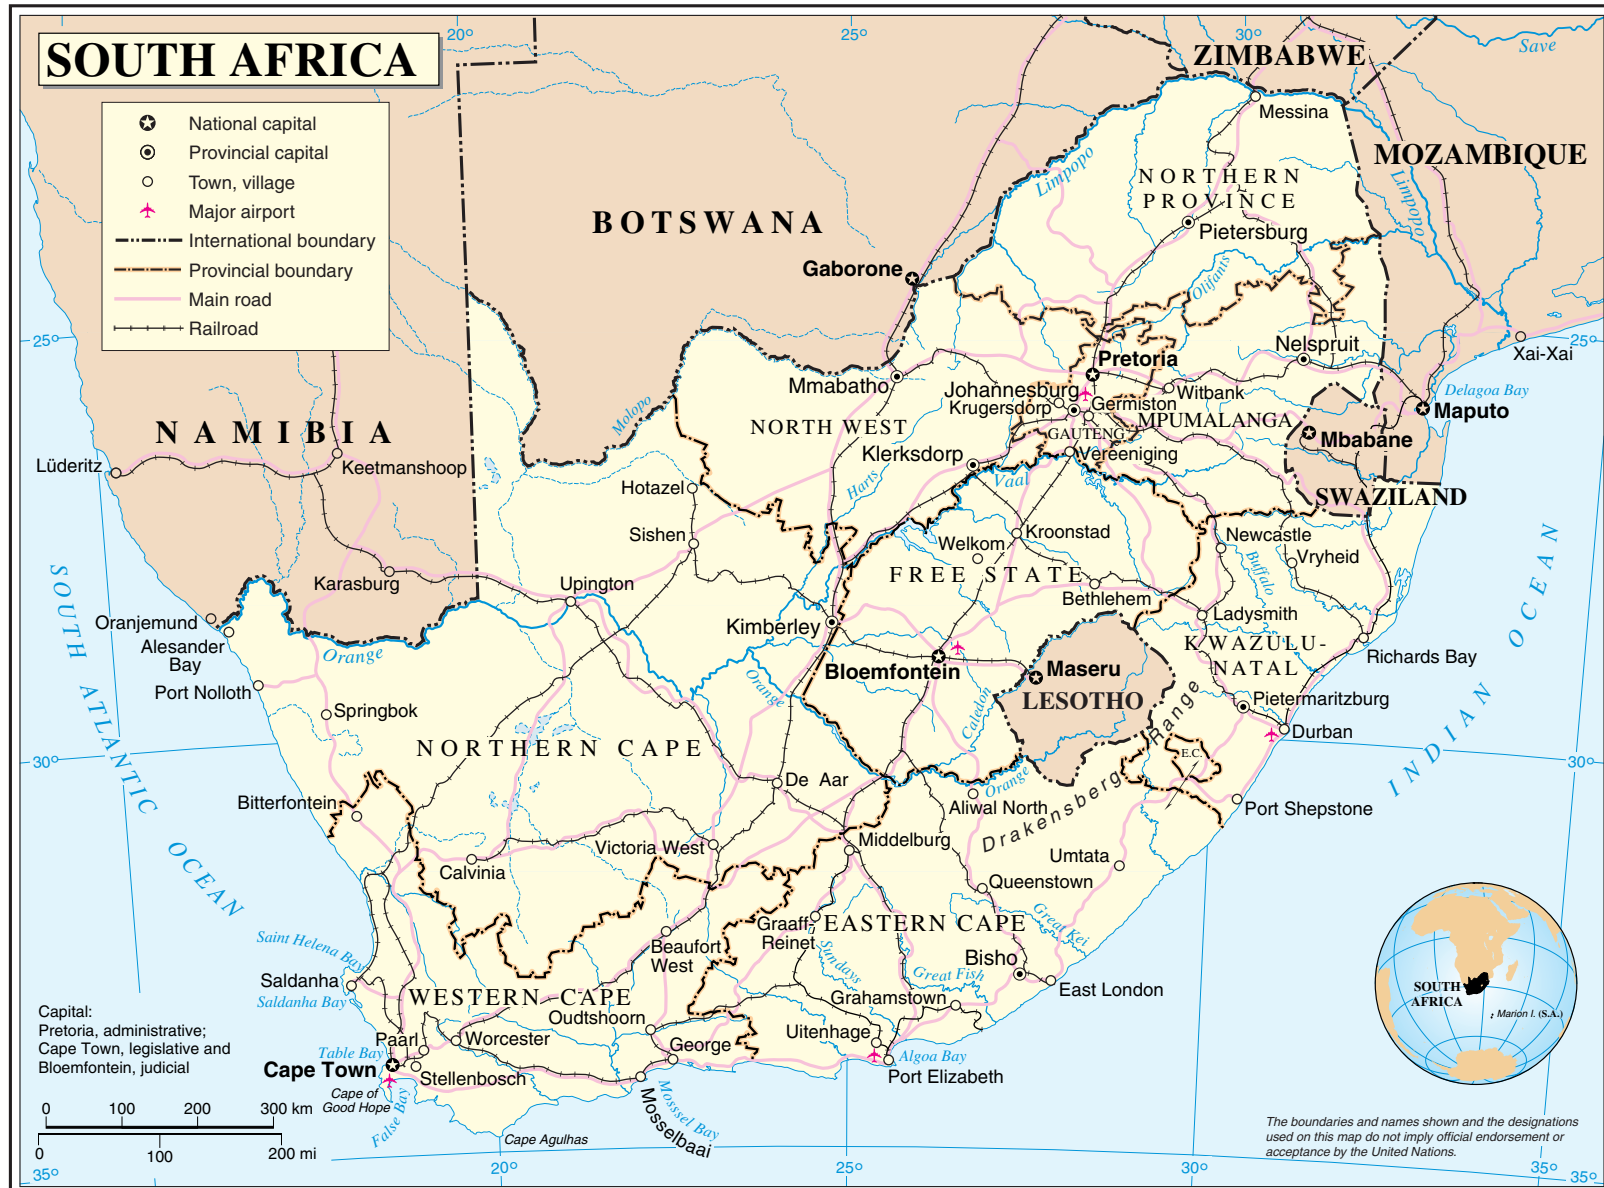 SOUTH AFRICA
National capital
Provincial capital
Town, village
Major airport
International boundary
Provincial boundary
Main road
Railroad
20°
25°
30°
ZIMBABWE
Save
Messina
MOZAMBIQUE
Limpopo
Limpopo
NORTHERN
PROVINCE
BOTSWANA
Pietersburg
Gaborone
Olifants
25°
25°
Nelspruit
Xai-Xai
Pretoria
Mmabatho
Johannesburg
Witbank
Delagoa Bay
Krugersdorp
Germiston
Maputo
Molopo
NORTH WEST
MPUMALANGA
GAUTENG
Mbabane
NAMIBIA
Lüderitz
Keetmanshoop
Klerksdorp
Vereeniging
Hotazel
Harts
Vaal
SWAZILAND
Sishen
Welkom
Kroonstad
Newcastle
Vryheid
Buffalo
Karasburg
Upington
FREE STATE
Bethlehem
Ladysmith
Oranjemund
Alesander
Bay
Orange
Kimberley
KWAZULU-
NATAL
Richards Bay
Port Nolloth
Bloemfontein
Maseru
LESOTHO
Springbok
Orange
Caledon
Pietermaritzburg
Durban
NORTHERN CAPE
E.C.
Drakensberg Range
30°
30°
De Aar
Orange
Aliwal North
Port Shepstone
Bitterfontein
Middelburg
Victoria West
Umtata
Calvinia
Queenstown
SOUTH ATLANTIC OCEAN
INDIAN OCEAN
Graaff-
Reinet
EASTERN CAPE
Great Kei
Saint Helena Bay
Beaufort
West
Sundays
Bisho
Great Fish
Saldanha
East London
Saldanha Bay
WESTERN CAPE
Grahamstown
Oudtshoorn
Uitenhage
SOUTH
AFRICA
Marion I. (S.A.)
Capital:
Pretoria, administrative;
Cape Town, legislative and
Bloemfontein, judicial
Paarl
Worcester
George
Table Bay
Algoa Bay
Cape Town
Stellenbosch
Port Elizabeth
Cape of
Good Hope
False Bay
Mosselbaai
Mosssel Bay
Cape Agulhas
0 100 200 300 km
0 100 200 mi
The boundaries and names shown and the designations
used on this map do not imply official endorsement or
acceptance by the United Nations.
35°
20°
25°
30°
35°
35°